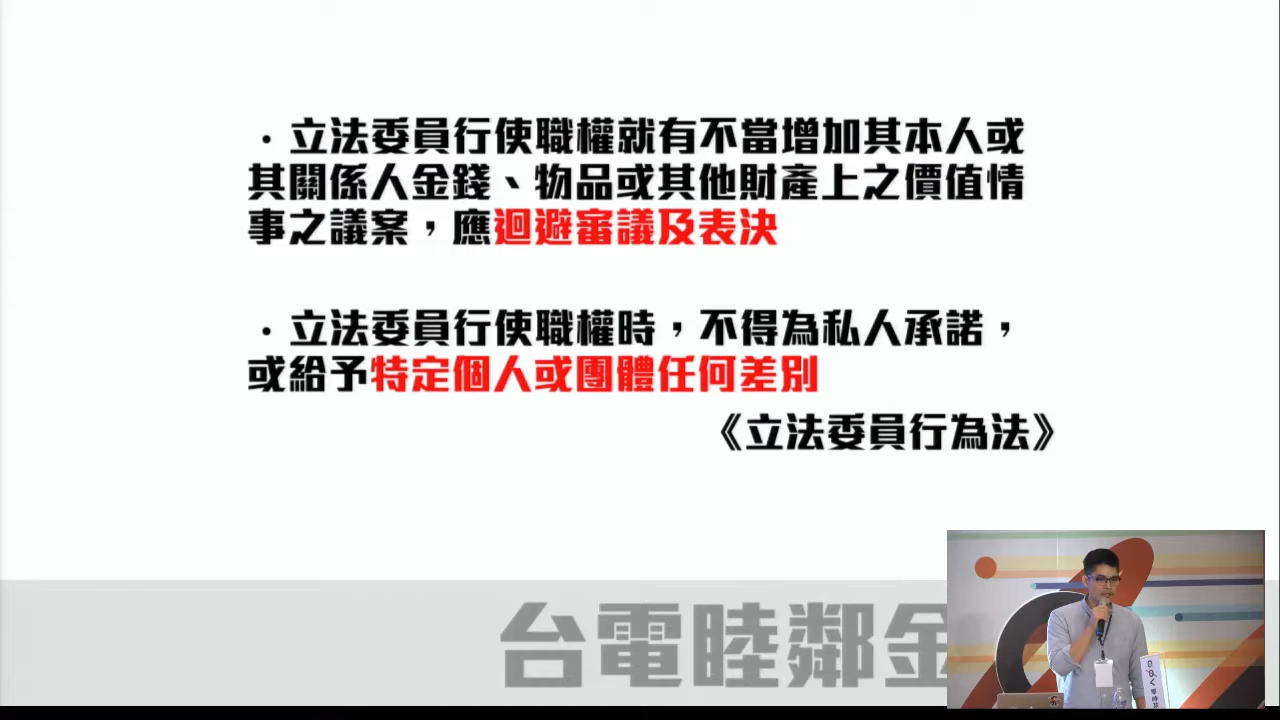 ．立法委員行使職權就有不當增加其本人或
其關係人金錢、物品或其他財產上之價值情
事之議案，應迴避審議及表決
．立法委員行使職權時，不得為私人承諾，
或給予特定個人或團體任何差別
《立法委員行為法》
台電睦鄰金